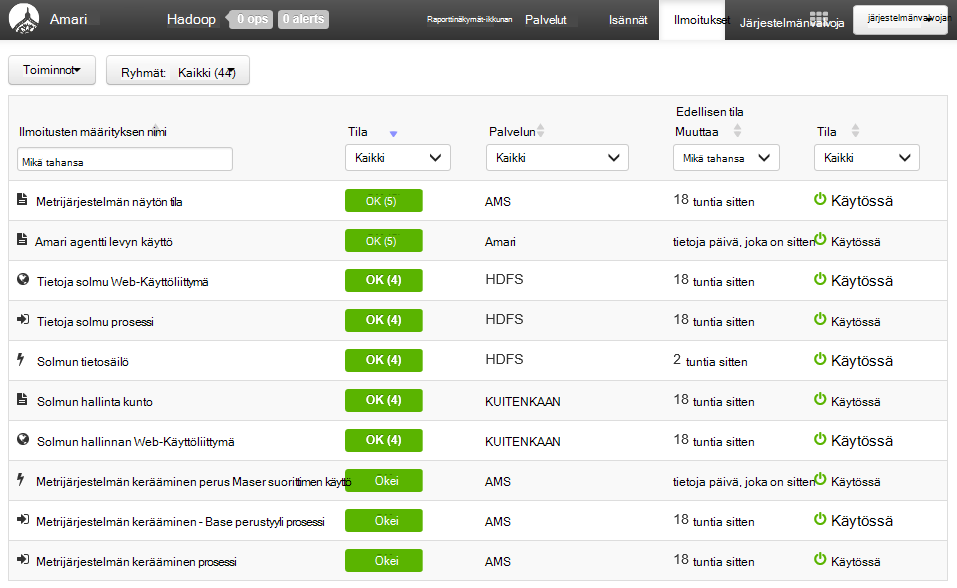 Amari Hadoop 0 ops 0 alerts Raporttinäkymät-ikkunan Palvelut Isännät Ilmoitukset Järjestelmänvalvoja järjestelmänvalvojan
Toiminnot Ryhmät: Kaikki (44)
Edellisen tila
Ilmoitusten määrityksen nimi Tila Palvelun Muuttaa Tila
Mikä tahansa Kaikki Kaikki Mikä tahansa Kaikki
Metrijärjestelmän näytön tila OK (5) AMS 18 tuntia sitten Käytössä
Amari agentti levyn käyttö OK (5) Amari tietoja päivä, joka on sitten Käytössä
Tietoja solmu Web-Käyttöliittymä OK (4) HDFS 18 tuntia sitten Käytössä
Tietoja solmu prosessi OK (4) HDFS 18 tuntia sitten Käytössä
Solmun tietosäilö OK (4) HDFS 2 tuntia sitten Käytössä
Solmun hallinta kunto OK (4) KUITENKAAN 18 tuntia sitten Käytössä
Solmun hallinnan Web-Käyttöliittymä OK (4) KUITENKAAN 18 tuntia sitten Käytössä
Metrijärjestelmän kerääminen perus Maser suorittimen käyttö Okei AMS tietoja päivä, joka on sitten Käytössä
Metrijärjestelmän kerääminen - Base perustyyli prosessi Okei AMS 18 tuntia sitten Käytössä
Metrijärjestelmän kerääminen prosessi Okei AMS 18 tuntia sitten Käytössä